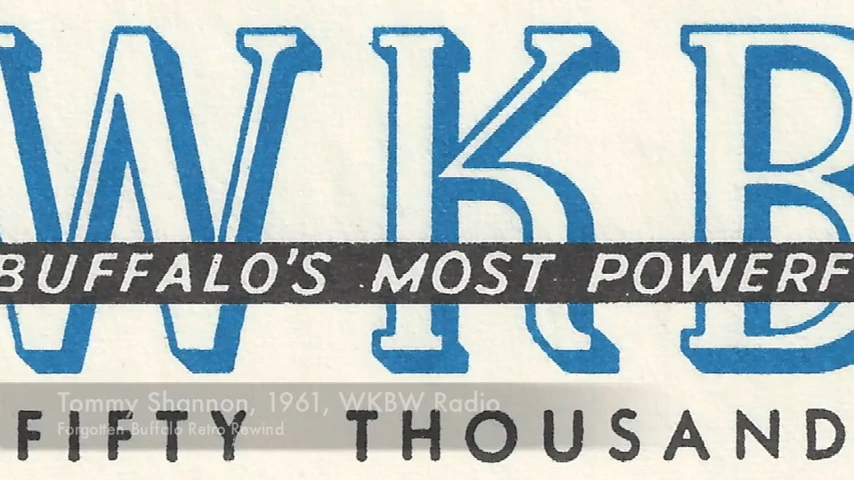 WKB
BUFFALO'S MOST POWERF
Tommy Shannon, 1961, WKBW Radio
Forgotten Buffalo Retro Rewind
FIFTY THOUSAND